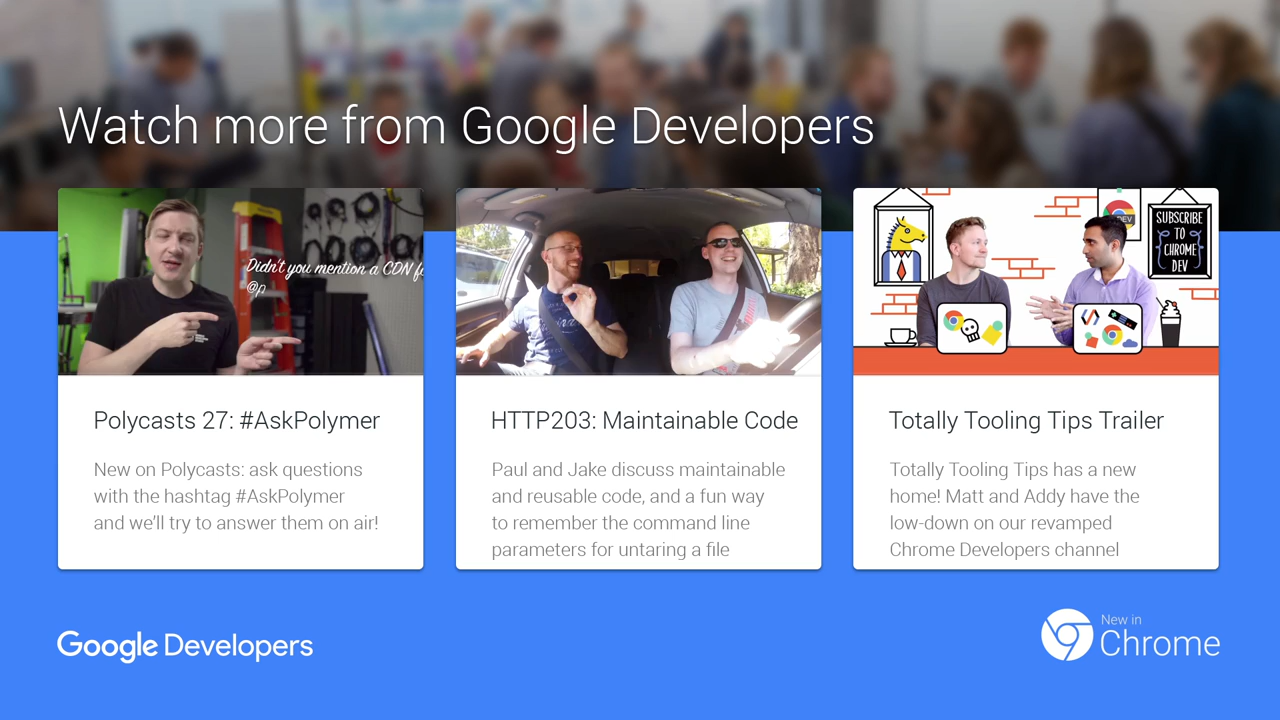 Watch more from Google Developers
Didn't you mention a CDN
@p
SUBSCRIBE
TO
CHROME
DEV
DEV
Polycasts 27: #AskPolymer
New on Polycasts: ask questions
with the hashtag #AskPolymer
and we'll try to answer them on air!
HTTP203: Maintainable Code
Paul and Jake discuss maintainable
and reusable code, and a fun way
to remember the command line
parameters for untaring a file
Totally Tooling Tips Trailer
Totally Tooling Tips has a new
home! Matt and Addy have the
low-down on our revamped
Chrome Developers channel
Google Developers
New in
Chrome